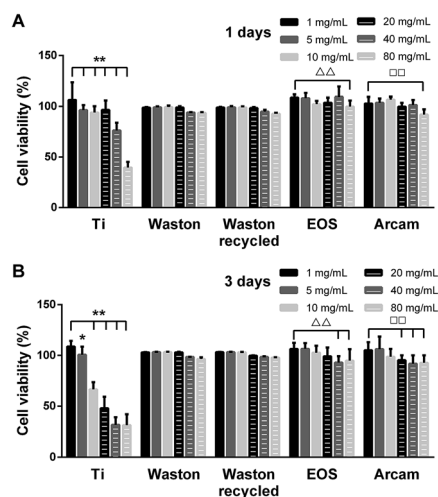 A
1 days
1 mg/mL
20 mg/mL
5 mg/mL
40 mg/mL
10 mg/mL
80 mg/mL
**
△△
□□
Cell viability (%)
150
100
50
0
Ti
Waston
Waston recycled
EOS
Arcam
B
3 days
1 mg/mL
20 mg/mL
5 mg/mL
40 mg/mL
10 mg/mL
80 mg/mL
**
*
△△
□□
Cell viability (%)
150
100
50
0
Ti
Waston
Waston recycled
EOS
Arcam